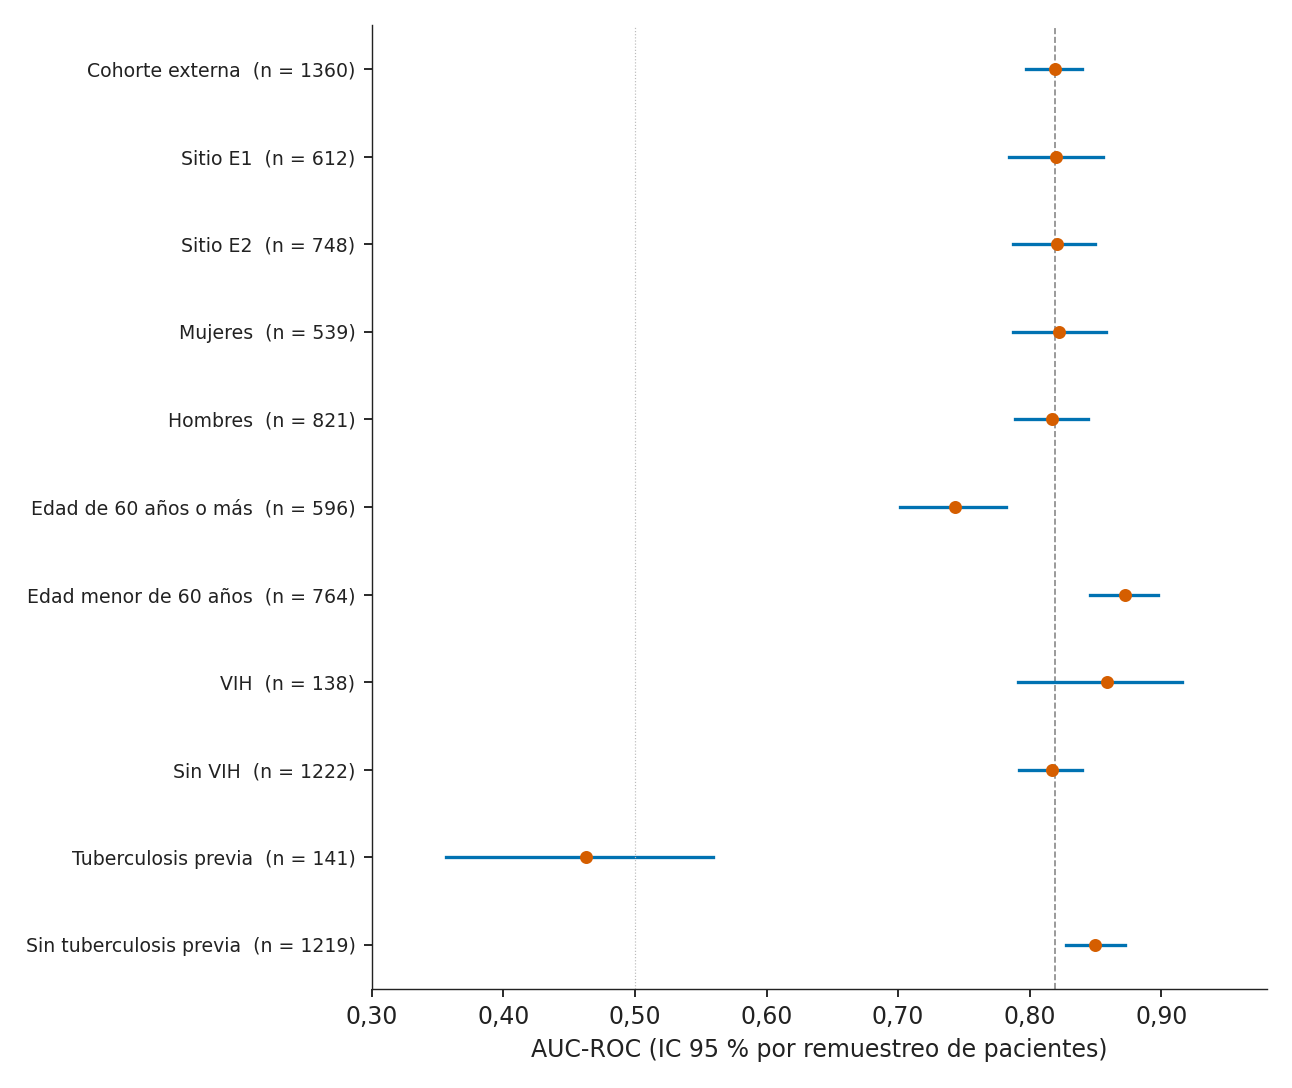 Cohorte externa (n = 1360)
Sitio E1 (n = 612)
Sitio E2 (n = 748)
Mujeres (n = 539)
Hombres (n = 821)
Edad de 60 años o más (n = 596)
Edad menor de 60 años (n = 764)
VIH (n = 138)
Sin VIH (n = 1222)
Tuberculosis previa (n = 141)
Sin tuberculosis previa (n = 1219)
0,30 0,40 0,50 0,60 0,70 0,80 0,90
AUC-ROC (IC 95 % por remuestreo de pacientes)